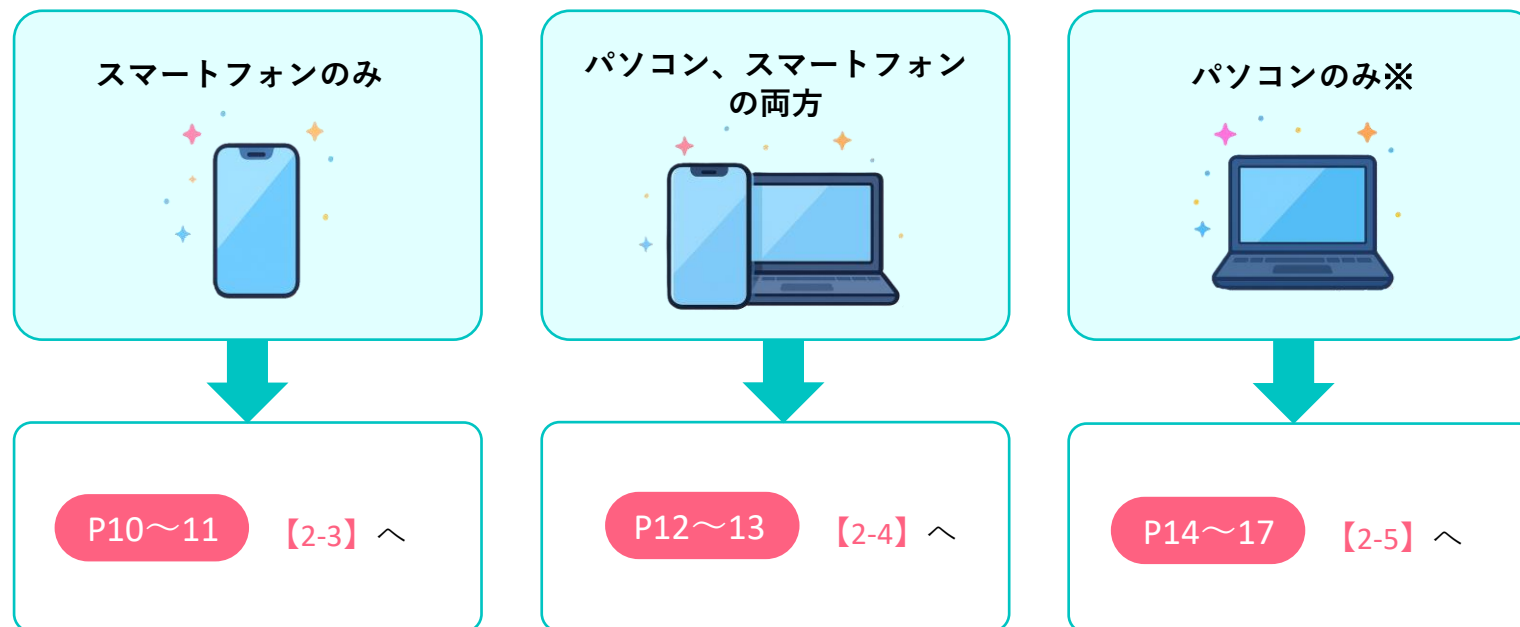 スマートフォンのみ
パソコン、スマートフォン
の両方
パソコンのみ※
P10～11 【2-3】へ
P12～13 【2-4】へ
P14～17 【2-5】へ